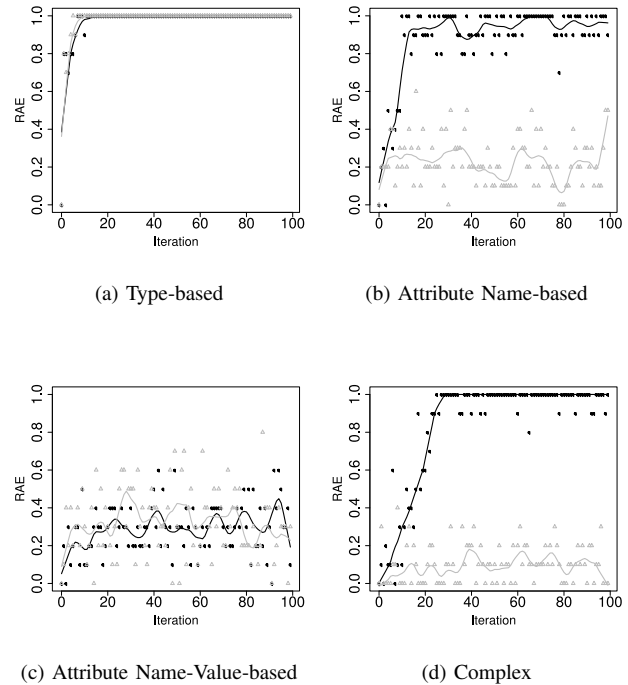 RAE
0.0 0.2 0.4 0.6 0.8 1.0
0 20 40 60 80 100
Iteration
(a) Type-based
RAE
0.0 0.2 0.4 0.6 0.8 1.0
0 20 40 60 80 100
Iteration
(b) Attribute Name-based
RAE
0.0 0.2 0.4 0.6 0.8 1.0
0 20 40 60 80 100
Iteration
(c) Attribute Name-Value-based
RAE
0.0 0.2 0.4 0.6 0.8 1.0
0 20 40 60 80 100
Iteration
(d) Complex